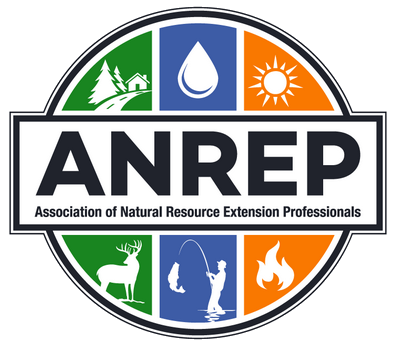 ANREP
Association of Natural Resource Extension Professionals